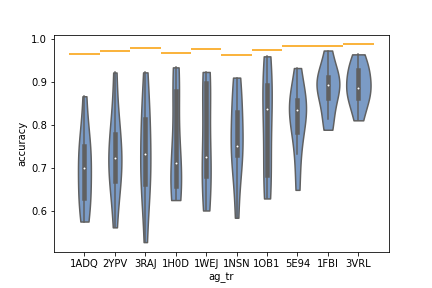 1.0
0.9
0.8
0.7
0.6
accuracy
1ADQ 2YPV 3RAJ 1H0D 1WEJ 1NSN 1OB1 5E94 1FBI 3VRL
ag_tr